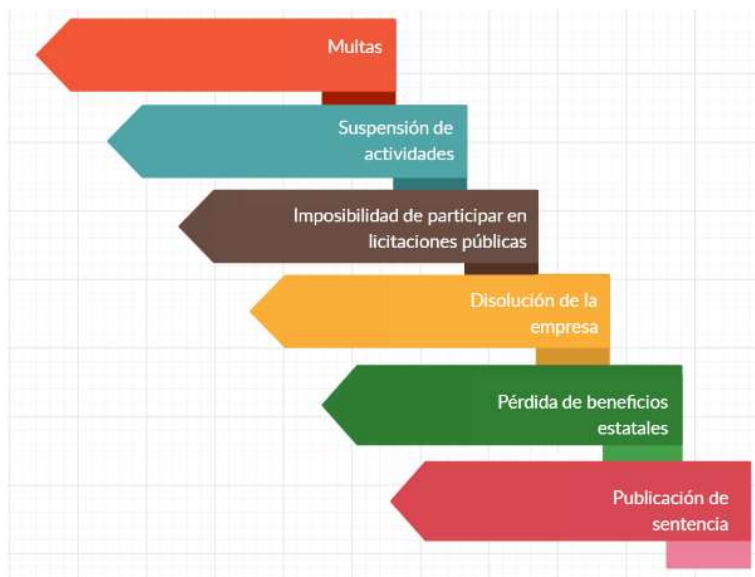 Multas
Suspensión de
actividades
Imposibilidad de participar en
licitaciones públicas
Disolución de la
empresa
Pérdida de beneficios
estatales
Publicación de
sentencia